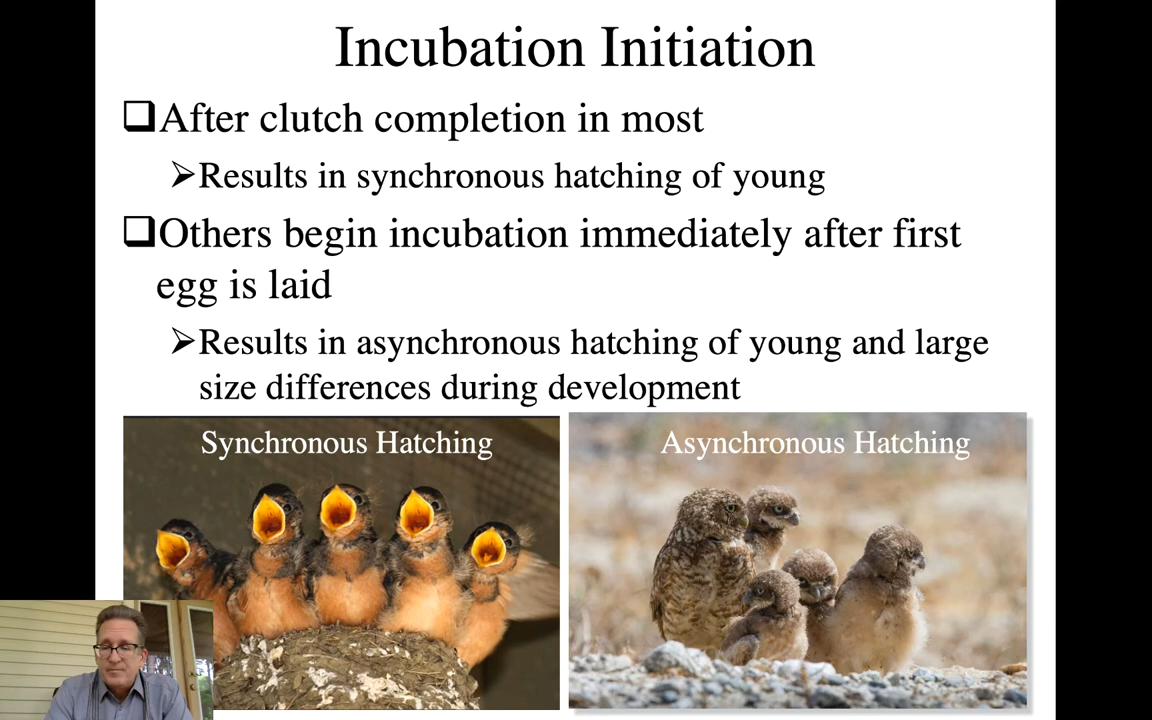 Incubation Initiation
❑After clutch completion in most
➢Results in synchronous hatching of young
❑Others begin incubation immediately after first
egg is laid
➢Results in asynchronous hatching of young and large
size differences during development
Synchronous Hatching
Asynchronous Hatching